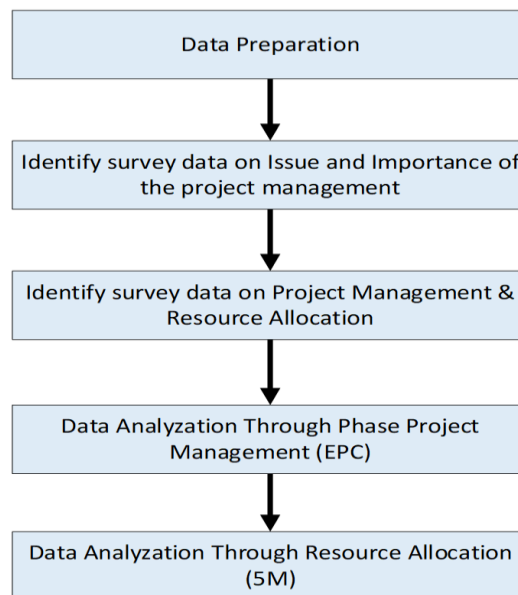 Data Preparation
Identify survey data on Issue and Importance of
the project management
Identify survey data on Project Management &
Resource Allocation
Data Analyzation Through Phase Project
Management (EPC)
Data Analyzation Through Resource Allocation
(5M)